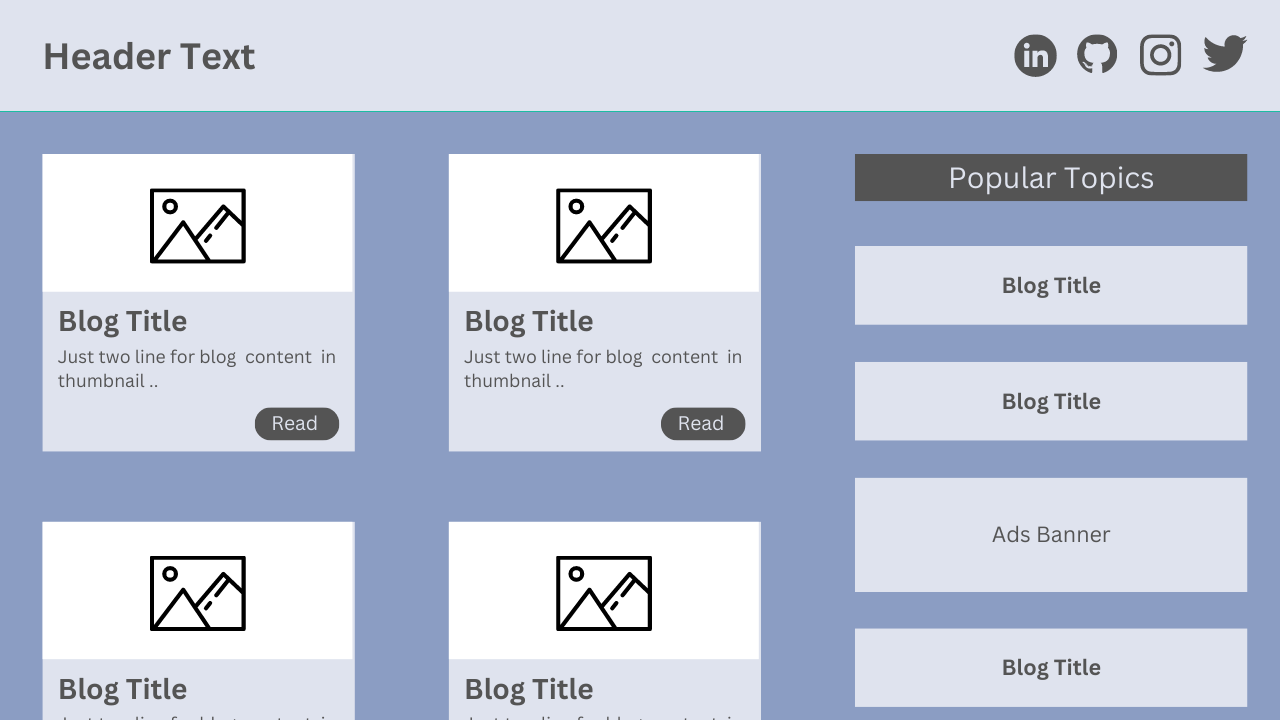 Header Text
Blog Title
Just two line for blog  content  in
thumbnail ..
Read
Blog Title
Just two line for blog  content  in
thumbnail ..
Read
Blog Title
Blog Title
Popular Topics
Blog Title
Blog Title
Ads Banner
Blog Title